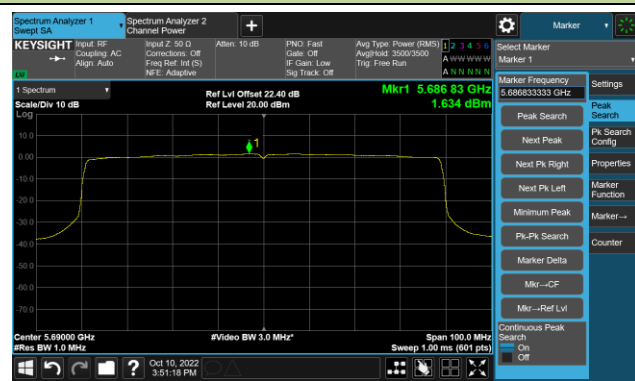 Spectrum Analyzer 1
Swept SA
Spectrum Analyzer 2
Channel Power
+
Marker
KEYSIGHT
Input: RF
Coupling: AC
Align: Auto
Input Z: 50 Ω
Corrections: Off
Freq Ref: Int (S)
NFE: Adaptive
Atten: 10 dB
PNO: Fast
Gate: Off
IF Gain: Low
Sig Track: Off
Avg Type: Power (RMS)
Avg|Hold: 3500/3500
Trig: Free Run
1 2 3 4 5 6
A W W W W W
A N N N N N
LW
Select Marker
Marker 1
1 Spectrum
Scale/Div 10 dB
Log
Ref Lvl Offset 22.40 dB
Ref Level 20.00 dBm
Mkr1 5.686 83 GHz
1.634 dBm
Marker Frequency
5.686833333 GHz
Peak Search
Next Peak
Next Pk Right
Next Pk Left
Minimum Peak
Pk-Pk Search
Marker Delta
Mkr→CF
Mkr→Ref Lvl
Continuous Peak
Search
On
Off
Settings
Peak
Search
Pk Search
Config
Properties
Marker
Function
Marker→
Counter
10.0
0.00
-10.0
-20.0
-30.0
-40.0
-50.0
-60.0
-70.0
1
Center 5.69000 GHz
#Res BW 1.0 MHz
#Video BW 3.0 MHz*
Span 100.0 MHz
Sweep 1.00 ms (601 pts)
?
Oct 10, 2022
3:51:18 PM